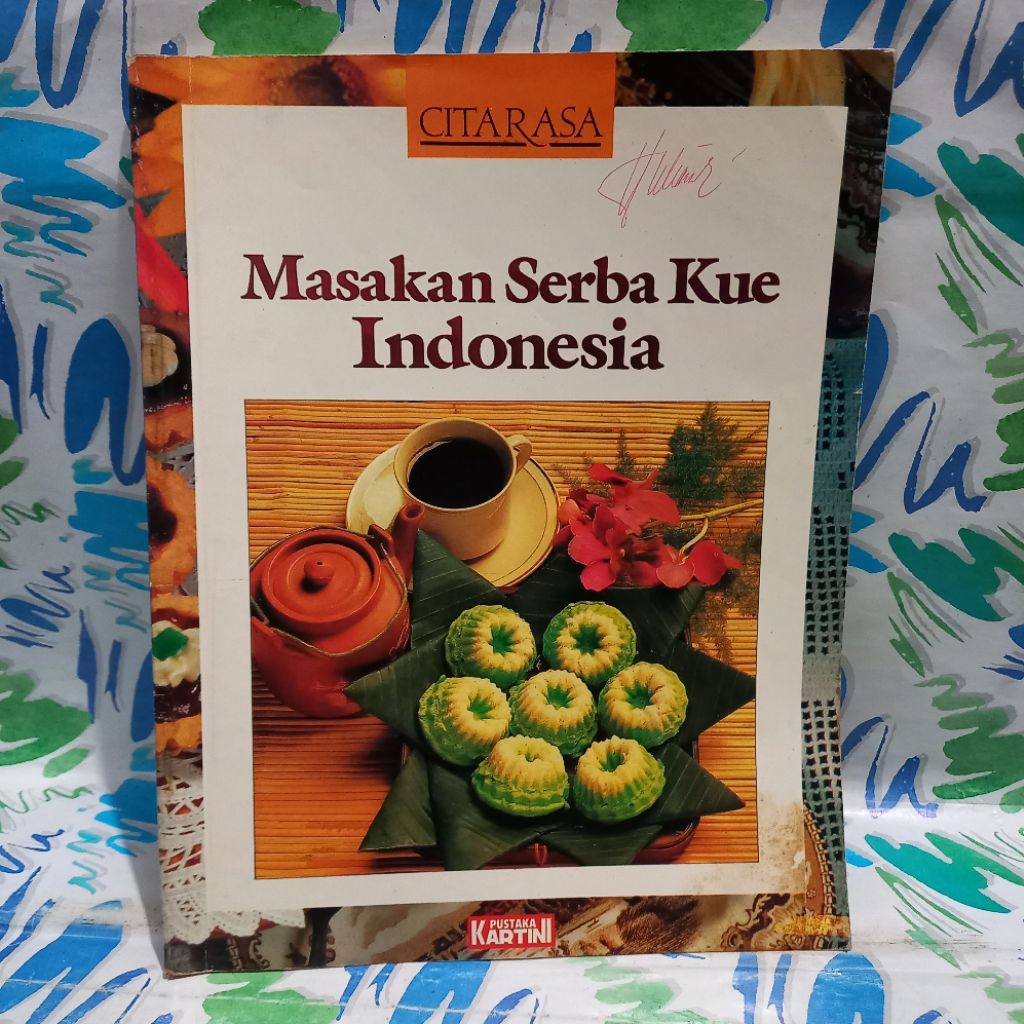 CITARASA
Masakan Serba Kue
Indonesia
PUSTAKA
KARTINI